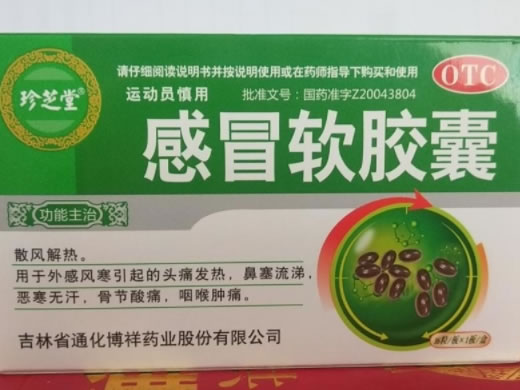 请仔细阅读说明书并按说明使用或在药师指导下购买和使用
OTC
珍芝堂®
运动员慎用 批准文号：国药准字Z20043804
感冒软胶囊
功能主治
散风解热。
用于外感风寒引起的头痛发热，鼻塞流涕，
恶寒无汗，骨节酸痛，咽喉肿痛。
吉林省通化博祥药业股份有限公司